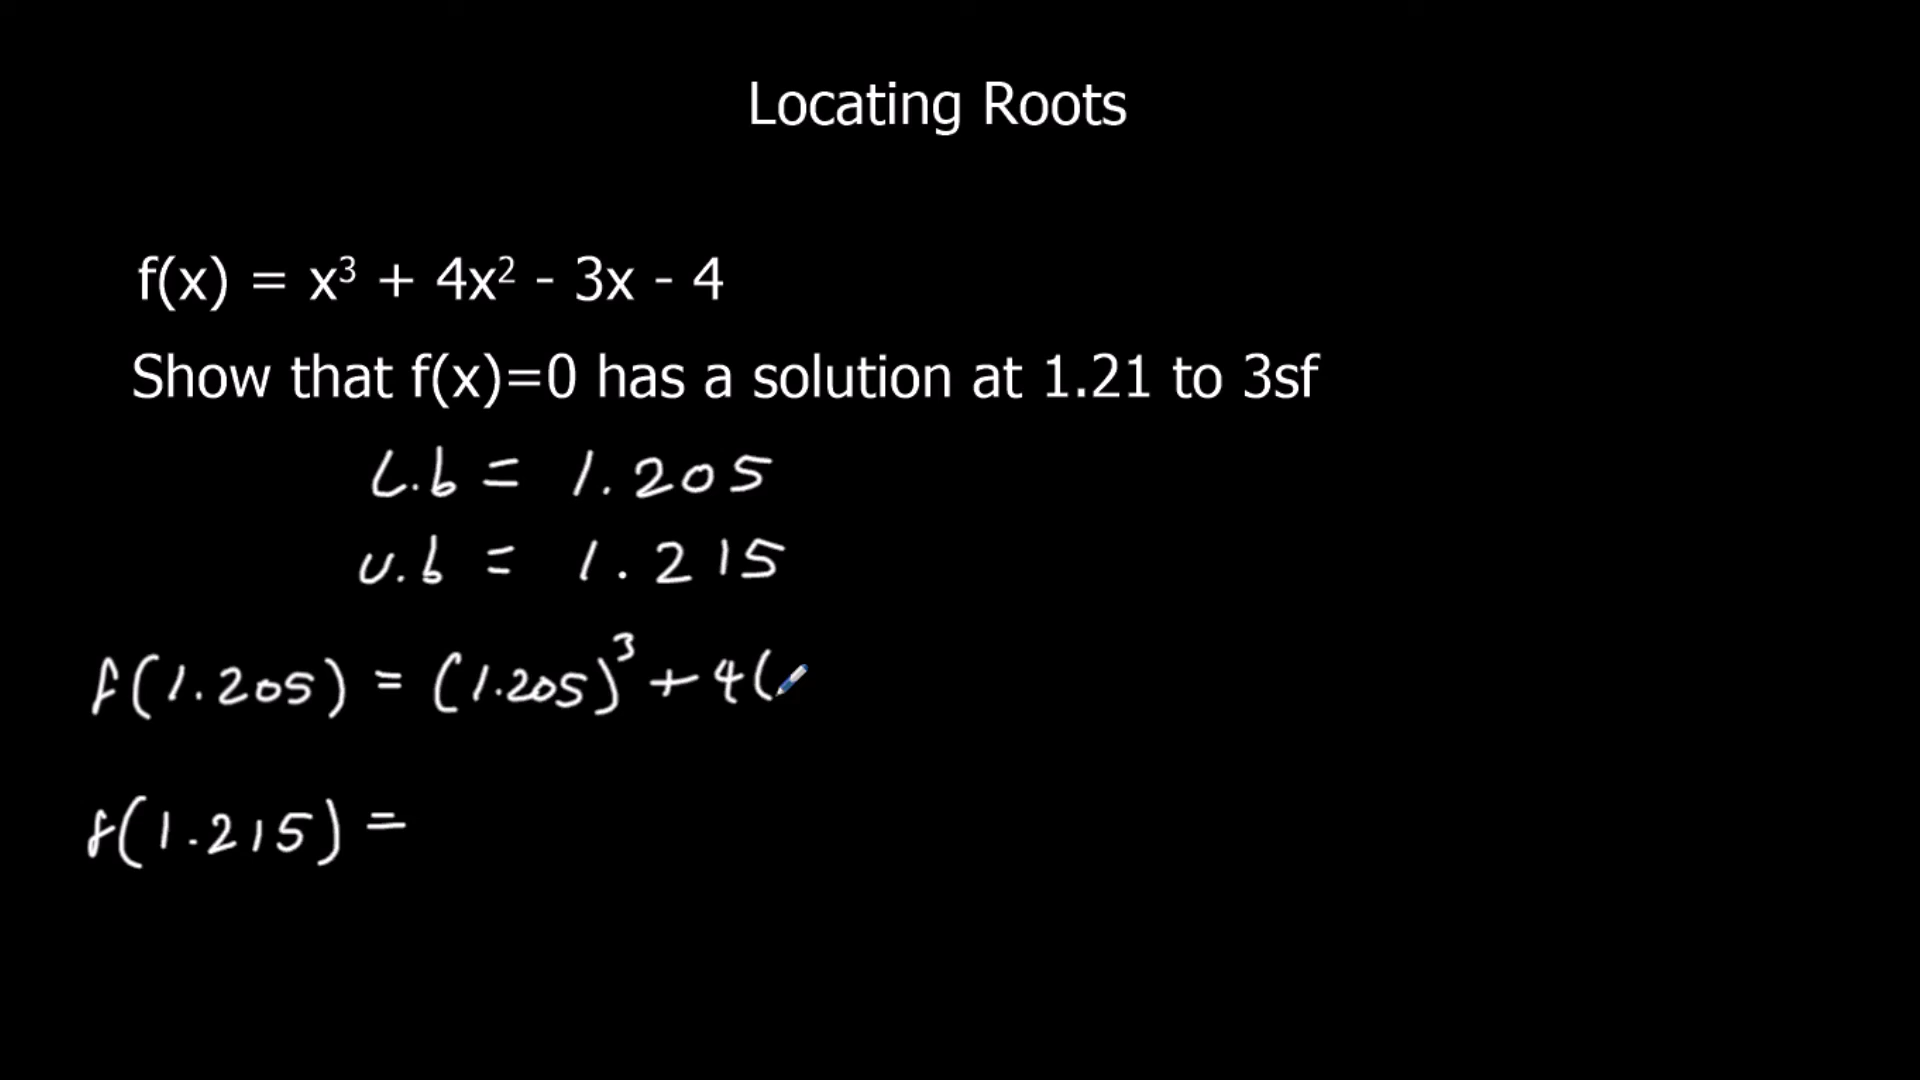 Locating Roots
f(x) = x³ + 4x² - 3x - 4
Show that f(x)=0 has a solution at 1.21 to 3sf
L.b = 1.205
u.b = 1.215
f(1.205) = (1.205)³ + 4(
f(1.215) =